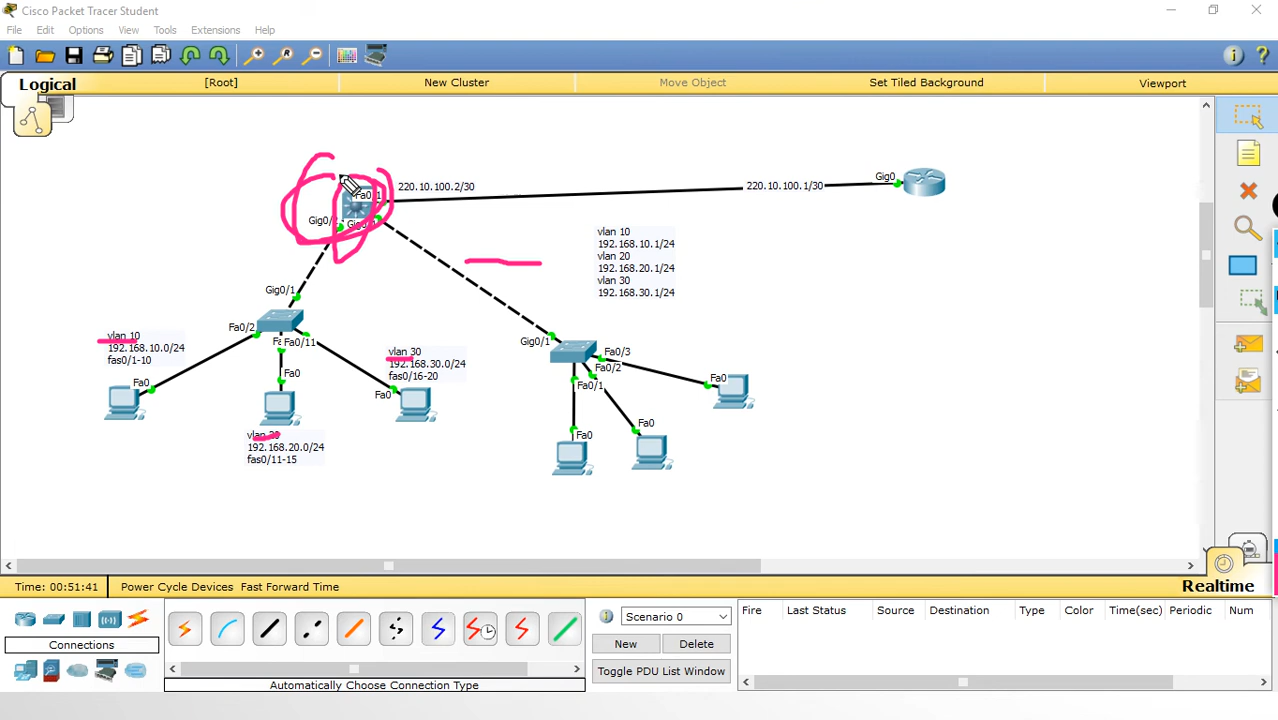 Cisco Packet Tracer Student
File Edit Options View Tools Extensions Help
Logical
[Root]
New Cluster
Move Object
Set Tiled Background
Viewport
220.10.100.2/30
220.10.100.1/30
Gig0
vlan 10
192.168.10.1/24
vlan 20
192.168.20.1/24
vlan 30
192.168.30.1/24
Gig0/1
Fa0/2
Fa0/11
vlan 10
192.168.10.0/24
fas0/1-10
Fa0
Fa0
vlan 30
192.168.30.0/24
fas0/16-20
Fa0
vlan
192.168.20.0/24
fas0/11-15
Gig0/1
Fa0/3
Fa0/2
Fa0/1
Fa0
Fa0
Fa0
Time: 00:51:41
Power Cycle Devices Fast Forward Time
Realtime
Connections
Automatically Choose Connection Type
Scenario 0
New
Delete
Toggle PDU List Window
Fire Last Status Source Destination Type Color Time(sec) Periodic Num